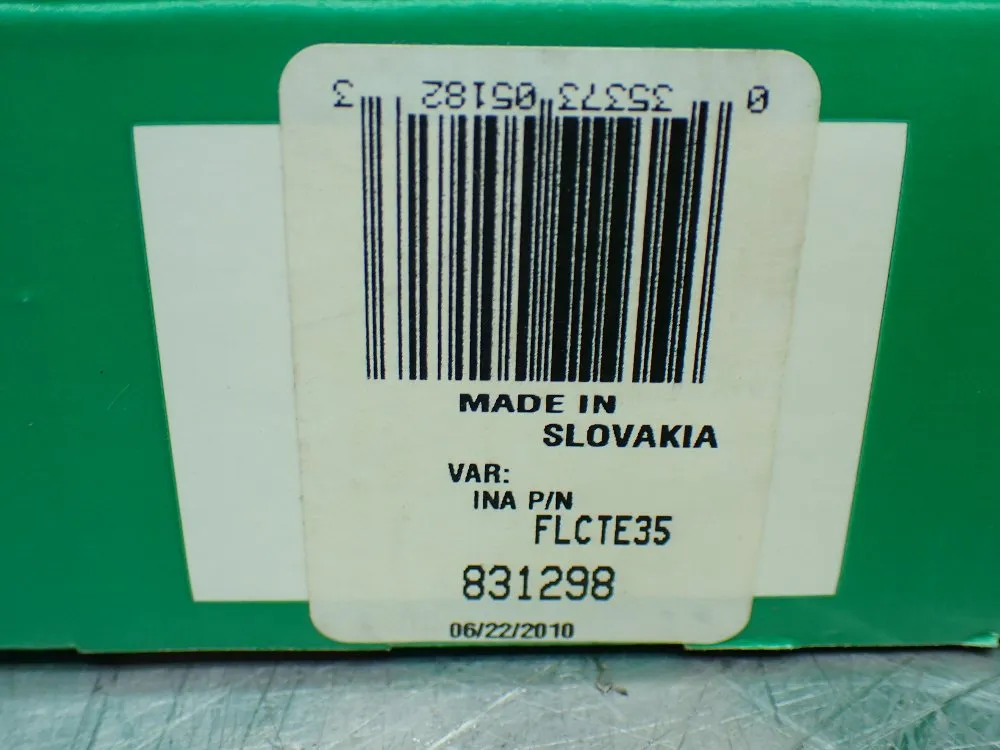 0 35373 05182 3
MADE IN
SLOVAKIA
VAR:
INA P/N
FLCTE35
831298
06/22/2010